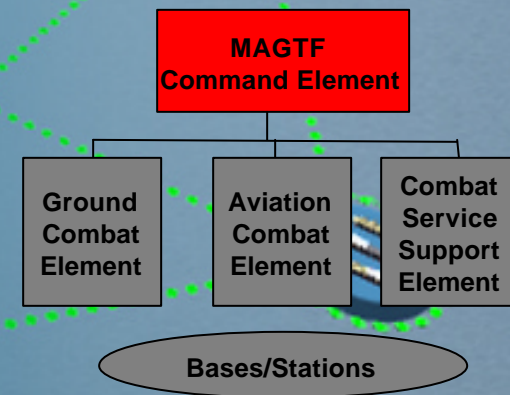 MAGTF
Command Element
Ground
Combat
Element
Aviation
Combat
Element
Combat
Service
Support
Element
Bases/Stations